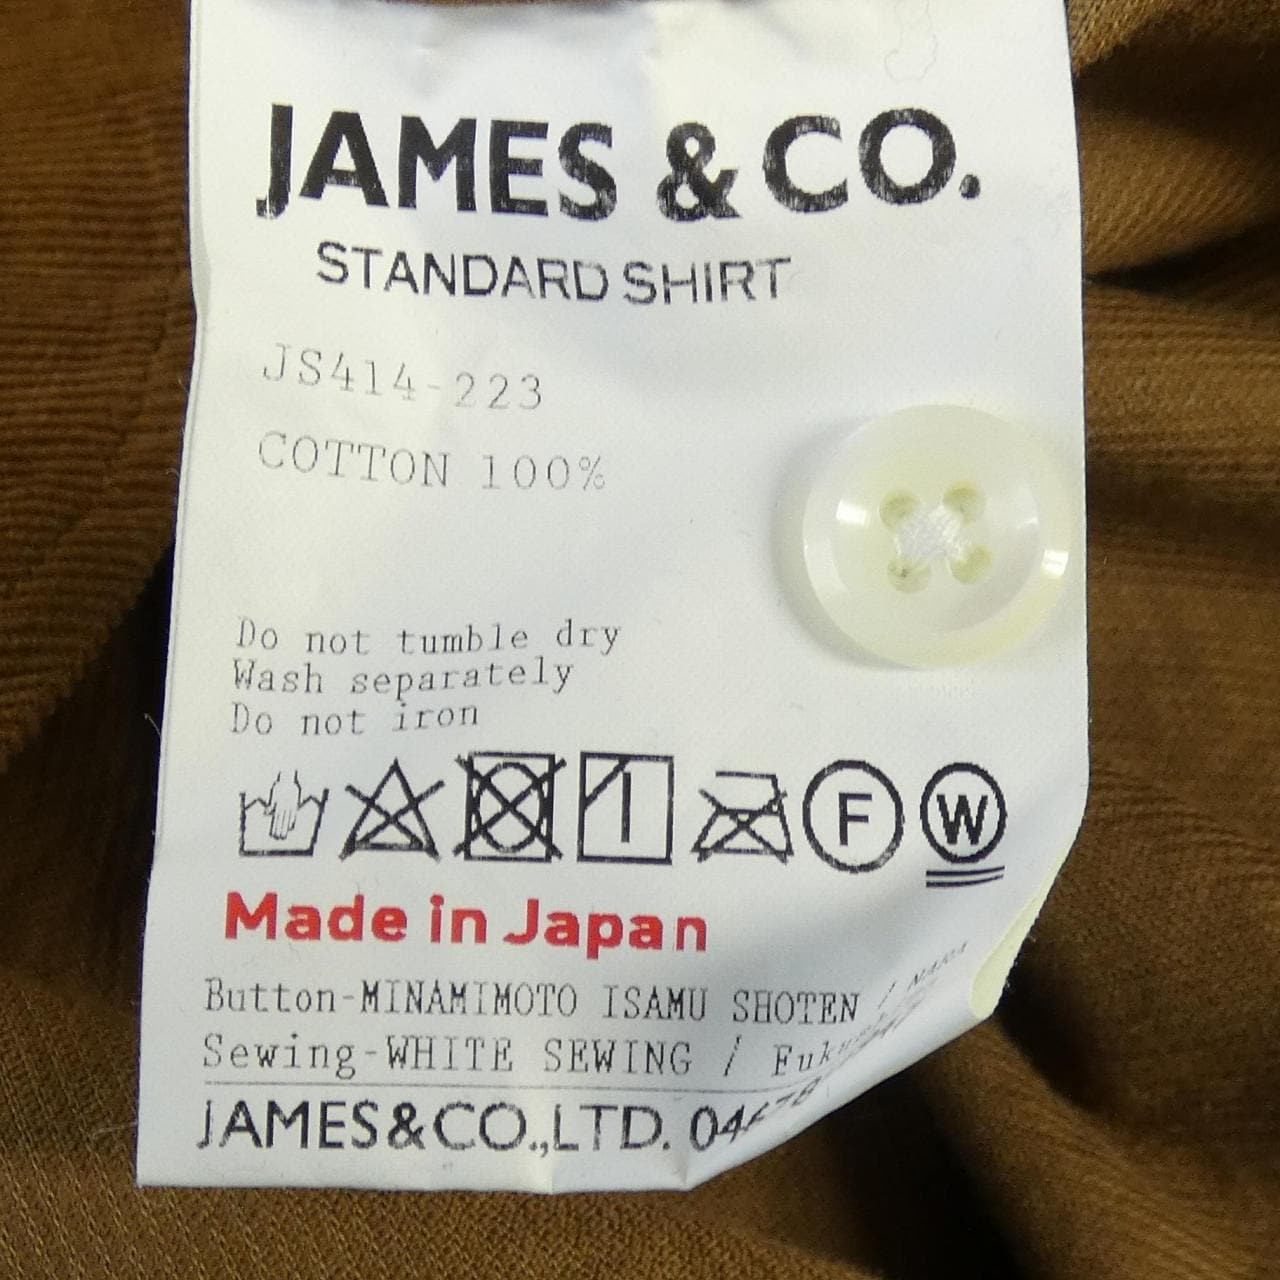 JAMES & CO.
STANDARD SHIRT
JS414-223
COTTON 100%
Do not tumble dry
Wash separately
Do not iron
F W
Made in Japan
Button-MINAMIMOTO ISAMU SHOTEN / NARA
Sewing-WHITE SEWING /
JAMES&CO.,LTD.